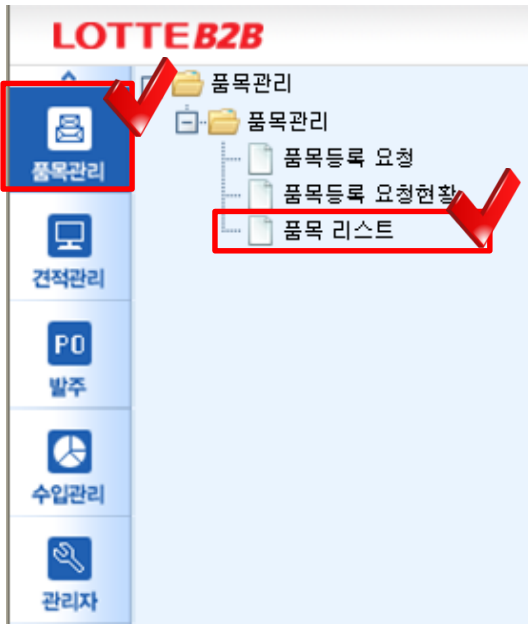 LOTTE B2B
품목관리
품목관리
품목등록 요청
품목등록 요청현황
품목 리스트
품목관리
견적관리
PO
발주
수입관리
관리자